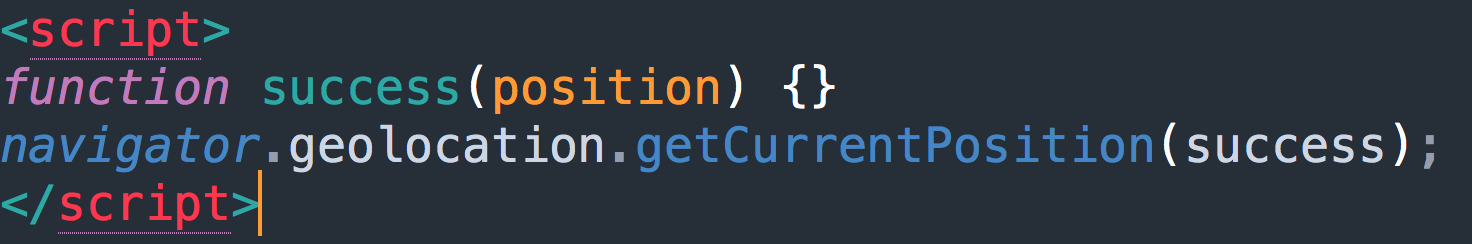 <script>
function success(position) {}
navigator.geolocation.getCurrentPosition(success);
</script>